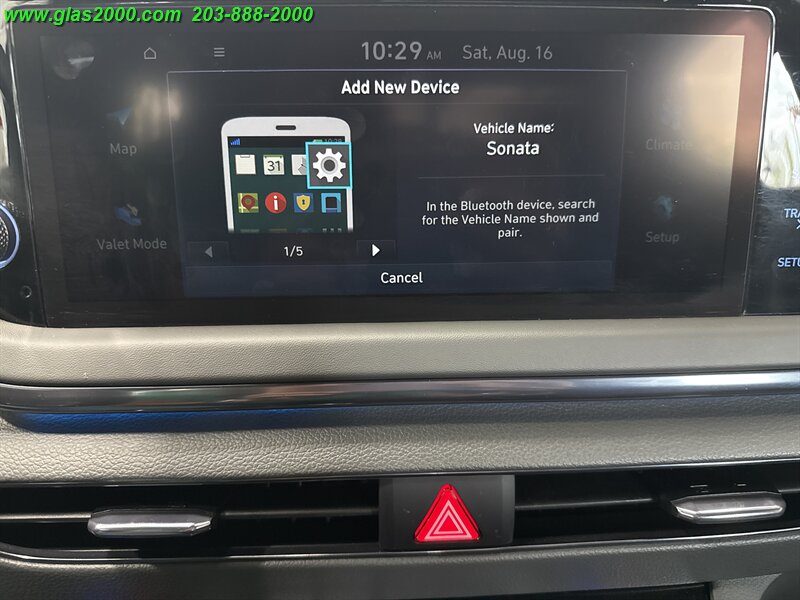 www.glas2000.com 203-888-2000
10:29 AM Sat, Aug. 16
Add New Device
Vehicle Name:
Sonata
31
In the Bluetooth device, search
for the Vehicle Name shown and
pair.
1/5
Cancel
Map
Valet Mode
Climate
Setup
TRA
SETU